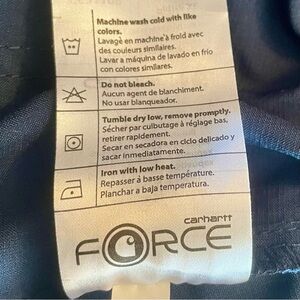 Machine wash cold with like
colors.
Lavage en machine à froid avec
des couleurs similaires.
Lavar a máquina de lavado en frio
con colores similares.
Do not bleach.
Aucun agent de blanchiment.
No usar blanqueador.
Tumble dry low, remove promptly.
Sécher par culbutage à réglage bas,
retirer rapidement.
Secar en secadora en ciclo delicado y
sacar inmediatamente.
Iron with low heat.
Repasser à basse température.
Planchar a baja temperatura.
carhartt
FORCE